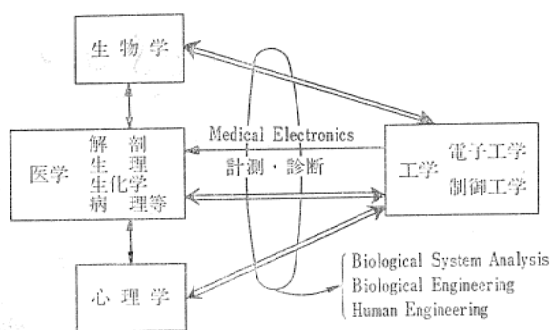 生物学
医学
解剖
生理
生化学
病理等
心理学
Medical Electronics
計測・診断
工学
電子工学
制御工学
Biological System Analysis
Biological Engineering
Human Engineering